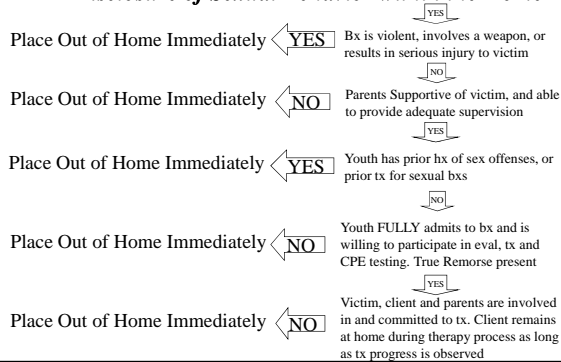 YES
Place Out of Home Immediately YES Bx is violent, involves a weapon, or
results in serious injury to victim
NO
Place Out of Home Immediately NO Parents Supportive of victim, and able
to provide adequate supervision
YES
Place Out of Home Immediately YES Youth has prior hx of sex offenses, or
prior tx for sexual bxs
NO
Youth FULLY admits to bx and is
Place Out of Home Immediately NO willing to participate in eval, tx and
CPE testing. True Remorse present
YES
Victim, client and parents are involved
Place Out of Home Immediately NO in and committed to tx. Client remains
at home during therapy process as long
as tx progress is observed